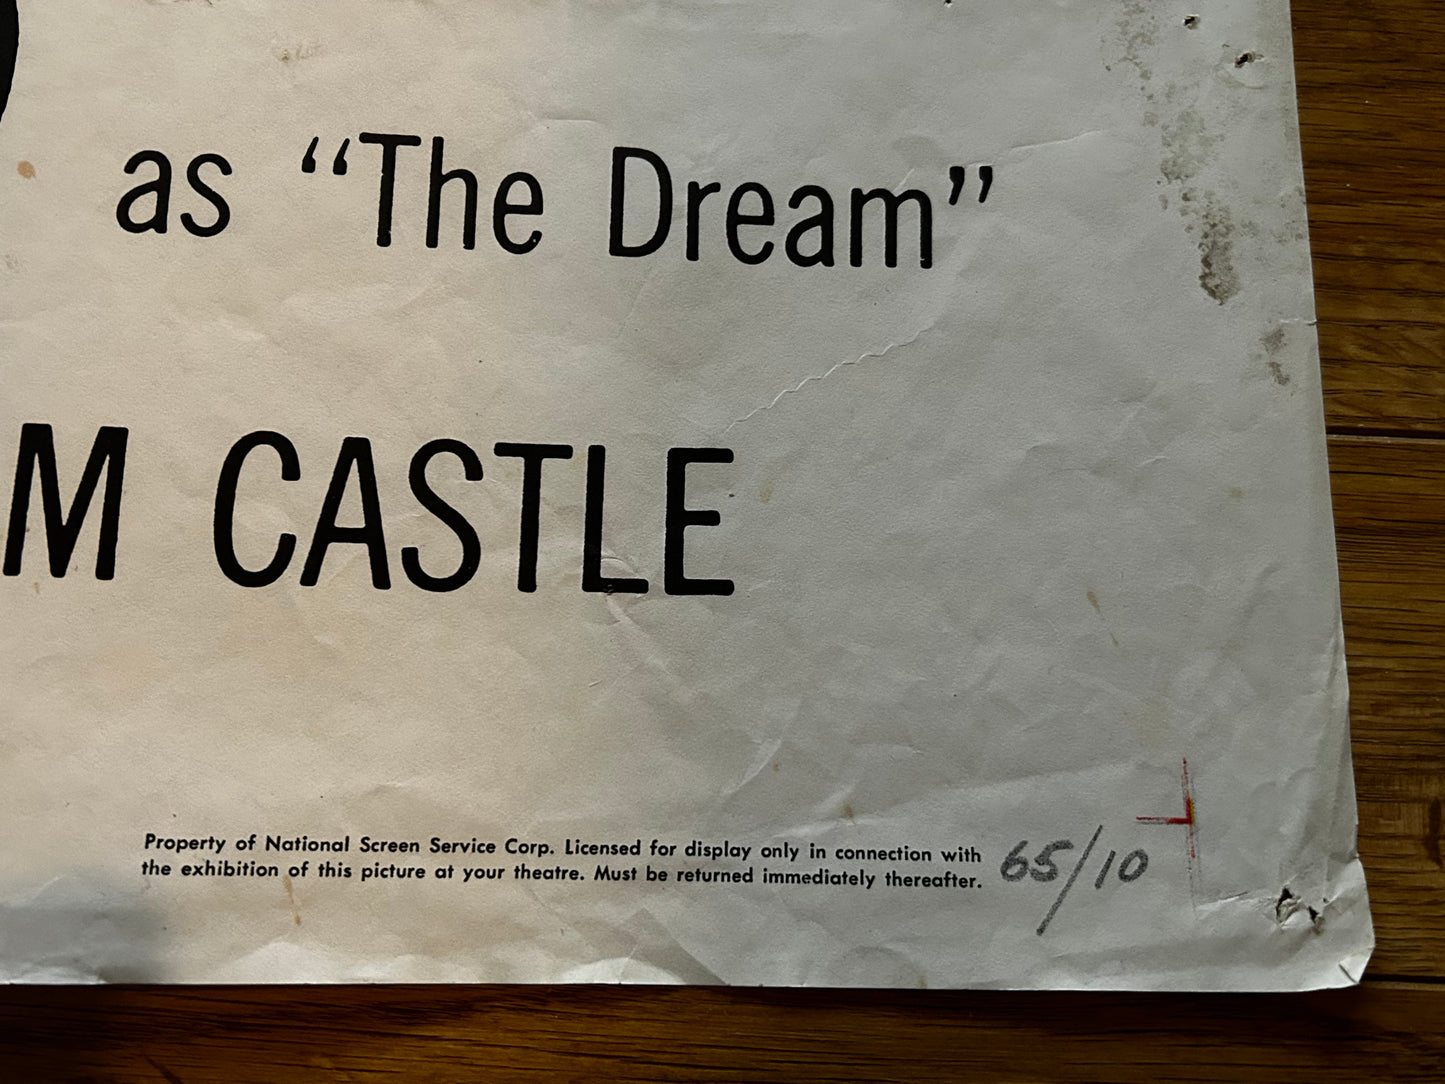 as “The Dream”
M CASTLE
Property of National Screen Service Corp. Licensed for display only in connection with
the exhibition of this picture at your theatre. Must be returned immediately thereafter.
65/10